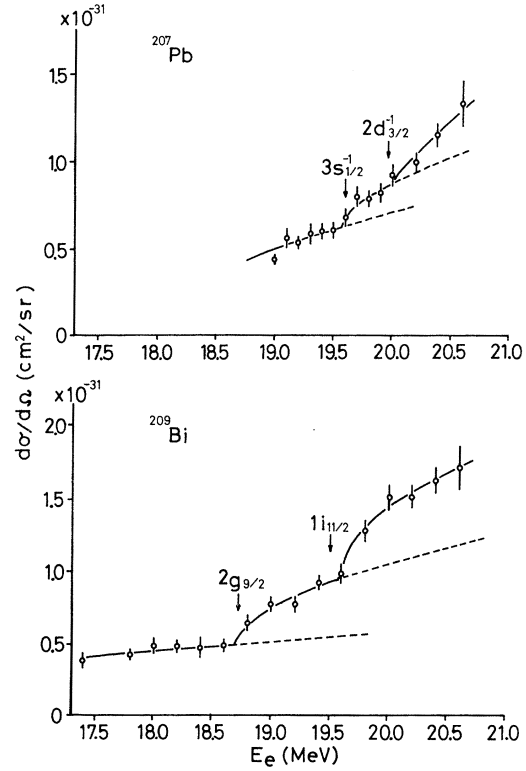 ×10⁻³¹
²⁰⁷Pb
1.5
2d⁻¹₃/₂
1.0
3s⁻¹₁/₂
0.5
0
17.5 18.0 18.5 19.0 19.5 20.0 20.5 21.0
dσ/dΩ (cm²/sr)
×10⁻³¹
²⁰⁹Bi
2.0
1.5
1i₁₁/₂
1.0
2g₉/₂
0.5
0
17.5 18.0 18.5 19.0 19.5 20.0 20.5 21.0
Eₑ (MeV)